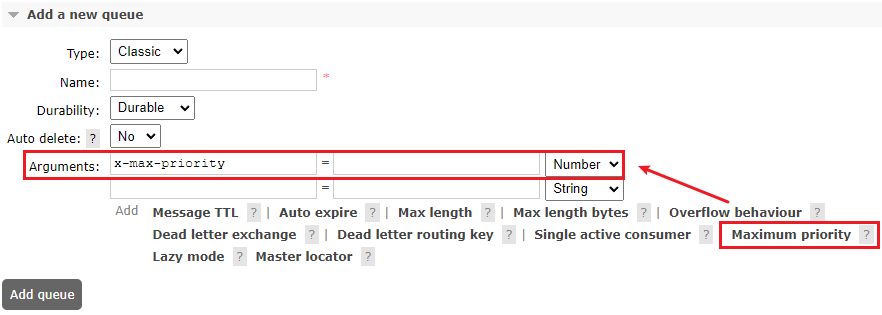 Add a new queue
Type: Classic
Name: *
Durability: Durable
Auto delete: ? No
Arguments: x-max-priority = Number
= String
Add Message TTL ? | Auto expire ? | Max length ? | Max length bytes ? | Overflow behaviour ?
Dead letter exchange ? | Dead letter routing key ? | Single active consumer ? | Maximum priority ?
Lazy mode ? Master locator ?
Add queue